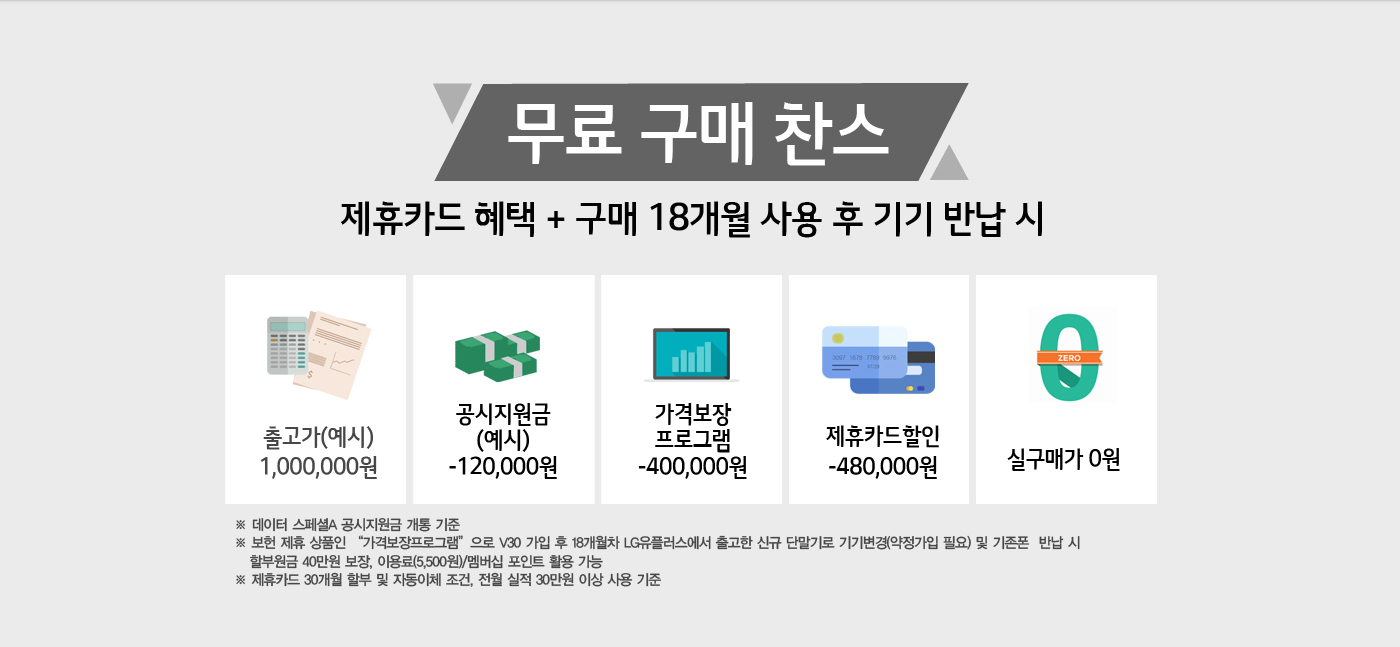 무료 구매 찬스
제휴카드 혜택 + 구매 18개월 사용 후 기기 반납 시
출고가(예시)
1,000,000원
공시지원금
(예시)
-120,000원
가격보장
프로그램
-400,000원
3097 1678 7789 9976
제휴카드할인
-480,000원
ZERO
실구매가 0원
※ 데이터 스페셜A 공시지원금 개통 기준
※ 보헌 제휴 상품인 “가격보장프로그램” 으로 V30 가입 후 18개월차 LG유플러스에서 출고한 신규 단말기로 기기변경(약정가입 필요) 및 기존폰 반납 시
할부원금 40만원 보장, 이용료(5,500원)/멤버십 포인트 활용 가능
※ 제휴카드 30개월 할부 및 자동이체 조건, 전월 실적 30만원 이상 사용 기준